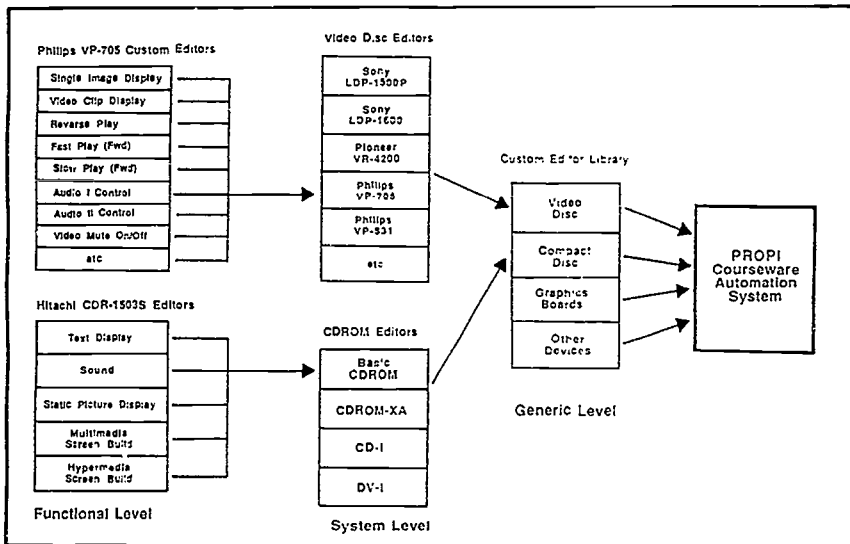 Philips VP-705 Custom Editors
Single Image Display
Video Clip Display
Reverse Play
Fast Play (Fwd)
Slow Play (Fwd)
Audio I Control
Audio II Control
Video Mute On/Off
etc
Hitachi CDR-1503S Editors
Text Display
Sound
Static Picture Display
Multimedia
Screen Build
Hypermedia
Screen Build
Functional Level
Video Disc Editors
Sony
LDP-1500P
Sony
LDP-1600
Pioneer
VR-4200
Philips
VP-705
Philips
VP-831
etc
CDROM Editors
Basic
CDROM
CDROM-XA
CD-I
DV-I
System Level
Custom Editor Library
Video
Disc
Compact
Disc
Graphics
Boards
Other
Devices
Generic Level
PROPI
Courseware
Automation
System